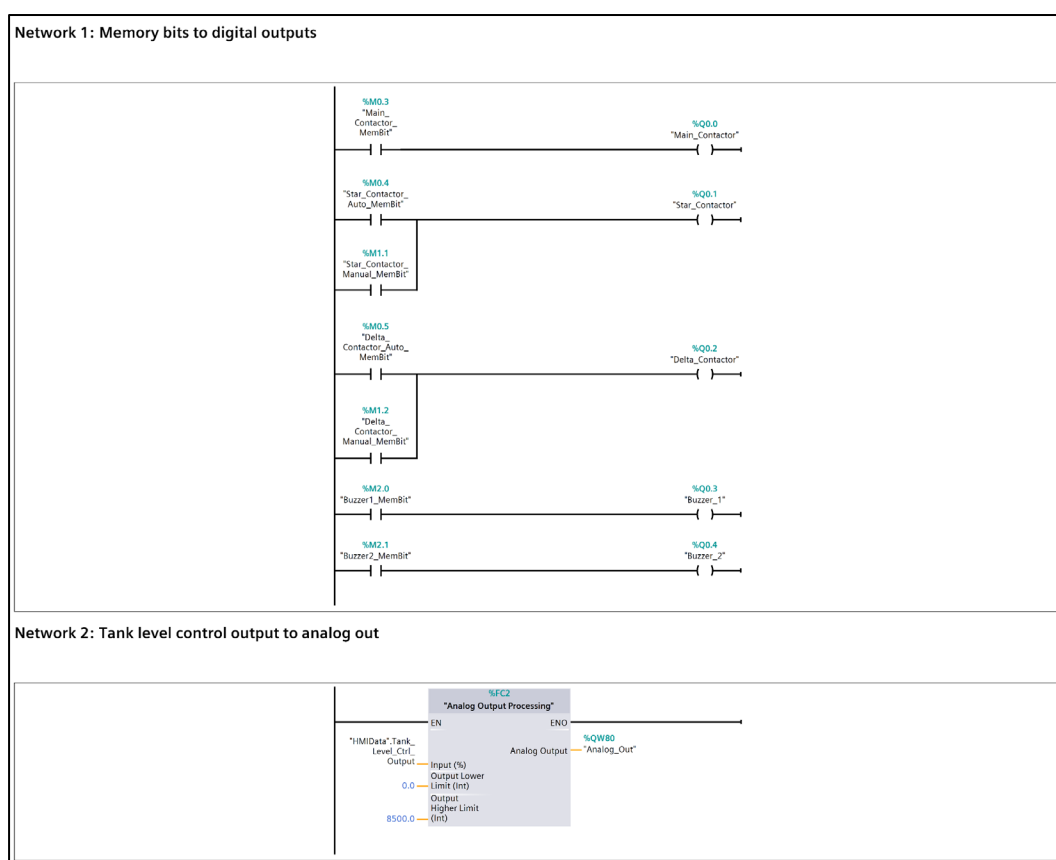 Network 1: Memory bits to digital outputs
%M0.3
"Main_
Contactor_
MemBit"
%Q0.0
"Main_Contactor"
%M0.4
"Star_Contactor_
Auto_MemBit"
%Q0.1
"Star_Contactor"
%M1.1
"Star_Contactor_
Manual_MemBit"
%M0.5
"Delta_
Contactor_Auto_
MemBit"
%Q0.2
"Delta_Contactor"
%M1.2
"Delta_
Contactor_
Manual_MemBit"
%M2.0
"Buzzer1_MemBit"
%Q0.3
"Buzzer_1"
%M2.1
"Buzzer2_MemBit"
%Q0.4
"Buzzer_2"
Network 2: Tank level control output to analog out
%FC2
"Analog Output Processing"
EN
ENO
"HMIData".Tank_
Level_Ctrl_
Output
Input (%)
Analog Output
%QW80
"Analog_Out"
0.0
Output Lower
Limit (Int)
8500.0
Output
Higher Limit
(Int)